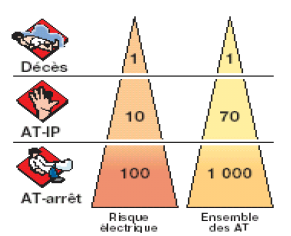 Décès
1
1
AT-IP
10
70
AT-arrêt
100
1 000
Risque
électrique
Ensemble
des AT